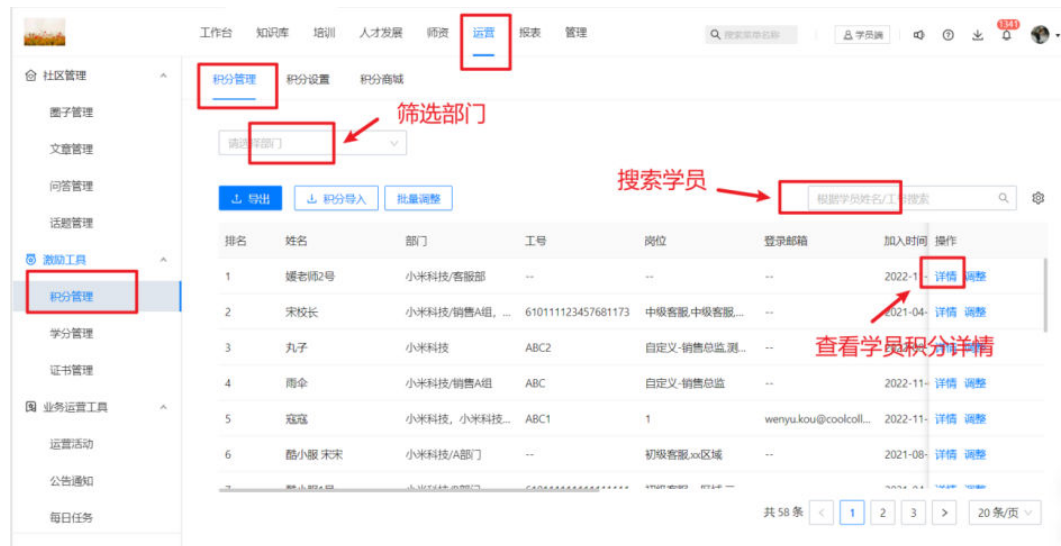 工作台 知识库 培训 人才发展 师资 运营 报表 管理 搜索菜单名称 学员端 1341
社区管理
圈子管理
文章管理
问答管理
话题管理
激励工具
积分管理
学分管理
证书管理
业务运营工具
运营活动
公告通知
每日任务
积分管理 积分设置 积分商城
筛选部门
请选择部门
搜索学员
导出 积分导入 批量调整 根据学员姓名/工号搜索
排名 姓名 部门 工号 岗位 登录邮箱 加入时间 操作
1 媛老师2号 小米科技/客服部 -- -- -- 2022-11- 详情 调整
2 宋校长 小米科技/销售A组, ... 610111123457681173 中级客服,中级客服,... -- 2021-04- 详情 调整
查看学员积分详情
3 丸子 小米科技 ABC2 自定义-销售总监,测... -- 调整
4 雨伞 小米科技/销售A组 ABC 自定义-销售总监 -- 2022-11- 详情 调整
5 寇寇 小米科技, 小米科技... ABC1 1 wenyu.kou@coolcoll... 2022-11- 详情 调整
6 酷小服 宋宋 小米科技/A部门 -- 初级客服,xx区域 -- 2021-08- 详情 调整
共 58 条 < 1 2 3 > 20 条/页